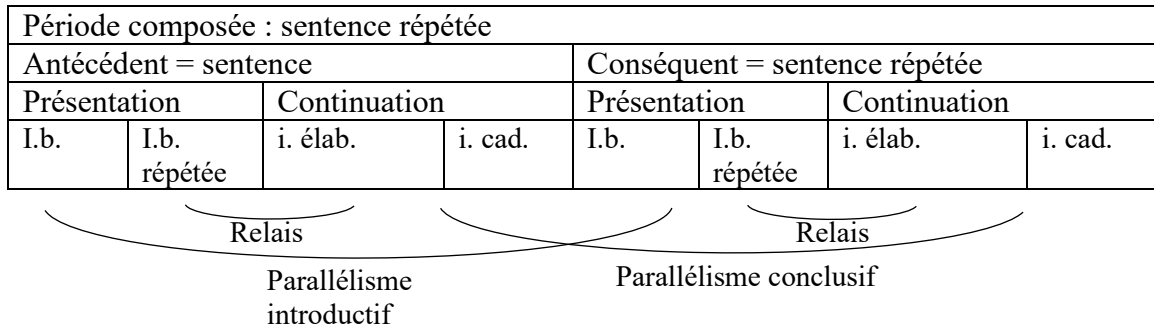 Période composée : sentence répétée
Antécédent = sentence
Conséquent = sentence répétée
Présentation
Continuation
Présentation
Continuation
I.b.
I.b.
répétée
i. élab.
i. cad.
I.b.
I.b.
répétée
i. élab.
i. cad.
Relais
Relais
Parallélisme
introductif
Parallélisme conclusif